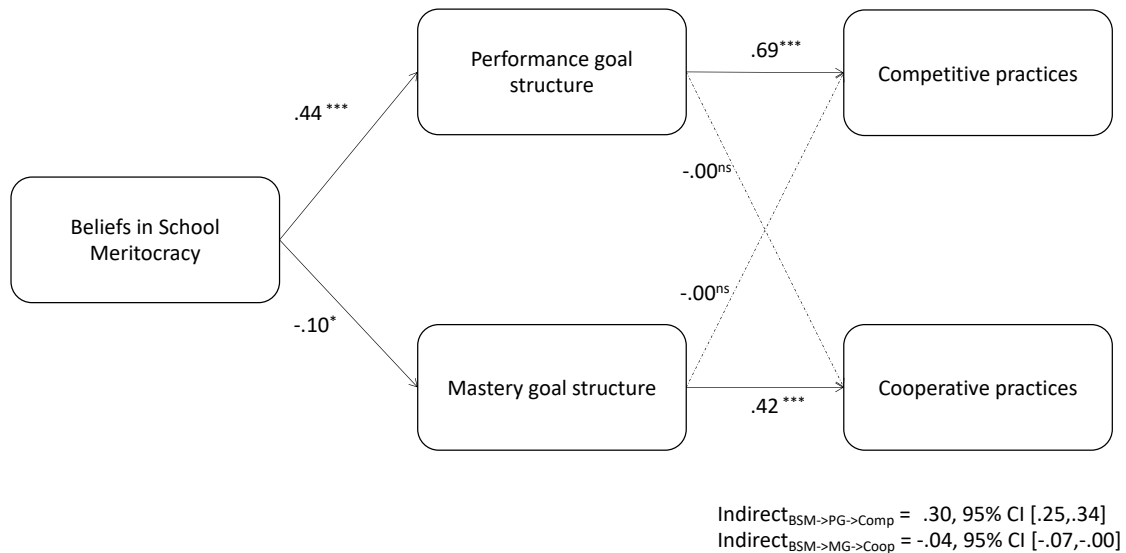 Performance goal
structure
.69***
Competitive practices
.44 ***
-.00ns
Beliefs in School
Meritocracy
-.00ns
-.10*
Mastery goal structure
.42 ***
Cooperative practices
IndirectBSM->PG->Comp = .30, 95% CI [.25,.34]
IndirectBSM->MG->Coop = -.04, 95% CI [-.07,-.00]